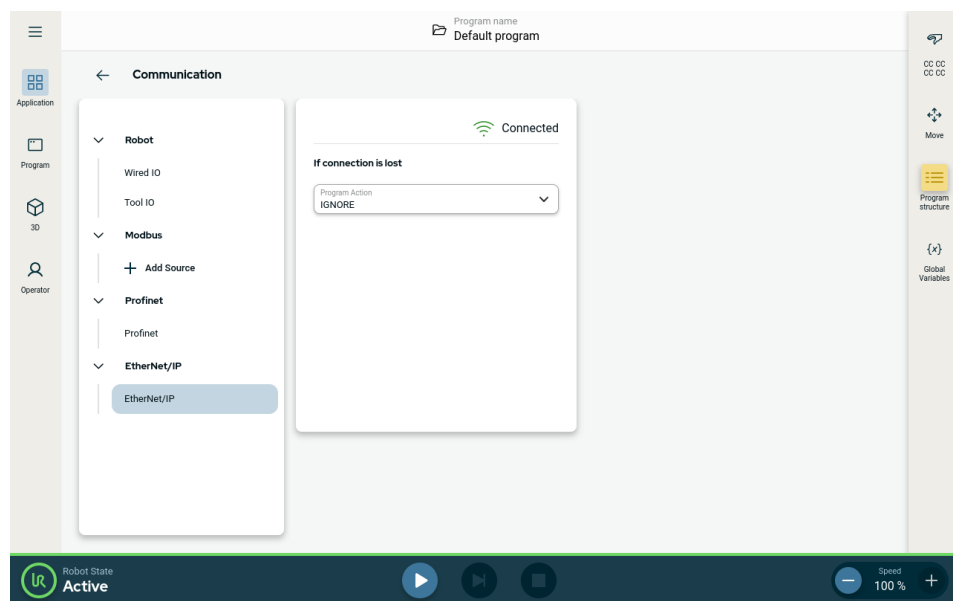 Program name
Default program
Communication
Application
Program
3D
Operator
Robot
Wired IO
Tool IO
Modbus
Add Source
Profinet
Profinet
EtherNet/IP
EtherNet/IP
Connected
If connection is lost
Program Action
IGNORE
CC CC
CC CC
Move
Program
structure
{x}
Global
Variables
UR
Robot State
Active
Speed
100 %